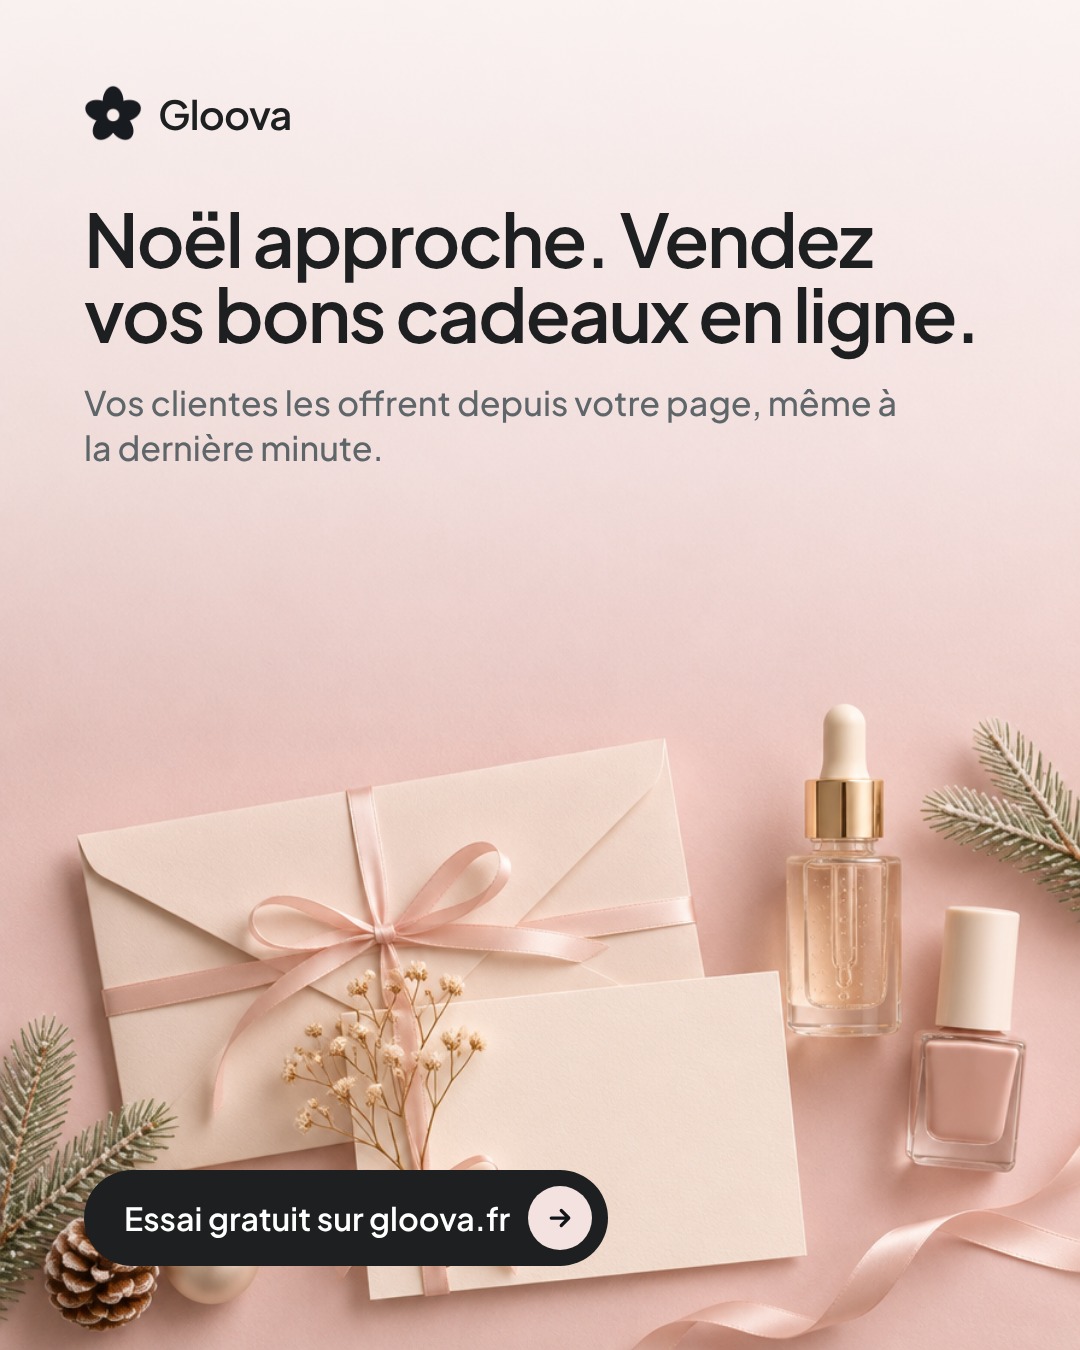 Gloova
Noël approche. Vendez
vos bons cadeaux en ligne.
Vos clientes les offrent depuis votre page, même à
la dernière minute.
Essai gratuit sur gloova.fr